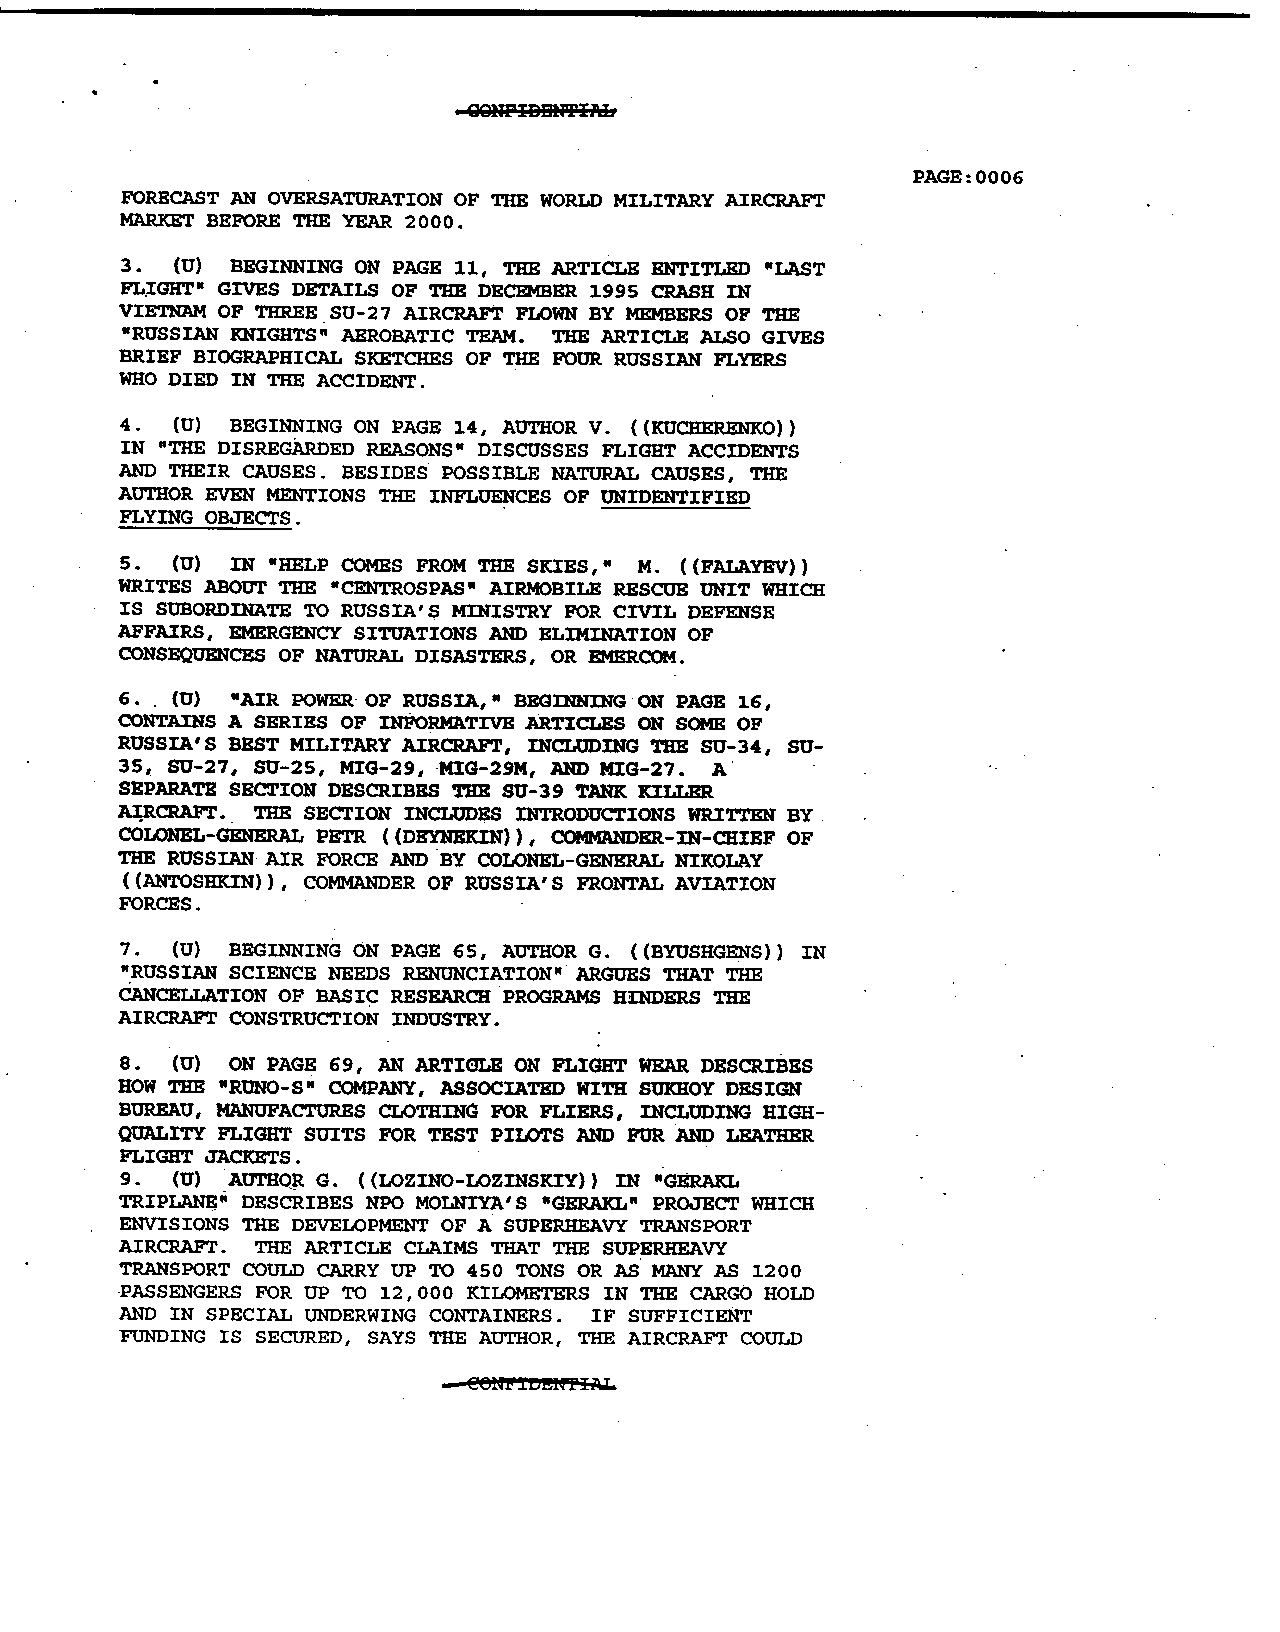 CONFIDENTIAL
PAGE:0006
FORECAST AN OVERSATURATION OF THE WORLD MILITARY AIRCRAFT
MARKET BEFORE THE YEAR 2000.
3. (U) BEGINNING ON PAGE 11, THE ARTICLE ENTITLED "LAST
FLIGHT" GIVES DETAILS OF THE DECEMBER 1995 CRASH IN
VIETNAM OF THREE SU-27 AIRCRAFT FLOWN BY MEMBERS OF THE
"RUSSIAN KNIGHTS" AEROBATIC TEAM. THE ARTICLE ALSO GIVES
BRIEF BIOGRAPHICAL SKETCHES OF THE FOUR RUSSIAN FLYERS
WHO DIED IN THE ACCIDENT.
4. (U) BEGINNING ON PAGE 14, AUTHOR V. ((KUCHERENKO))
IN "THE DISREGARDED REASONS" DISCUSSES FLIGHT ACCIDENTS
AND THEIR CAUSES. BESIDES POSSIBLE NATURAL CAUSES, THE
AUTHOR EVEN MENTIONS THE INFLUENCES OF UNIDENTIFIED
FLYING OBJECTS.
5. (U) IN "HELP COMES FROM THE SKIES," M. ((FALAYEV))
WRITES ABOUT THE "CENTROSPAS" AIRMOBILE RESCUE UNIT WHICH
IS SUBORDINATE TO RUSSIA'S MINISTRY FOR CIVIL DEFENSE
AFFAIRS, EMERGENCY SITUATIONS AND ELIMINATION OF
CONSEQUENCES OF NATURAL DISASTERS, OR EMERCOM.
6. (U) "AIR POWER OF RUSSIA," BEGINNING ON PAGE 16,
CONTAINS A SERIES OF INFORMATIVE ARTICLES ON SOME OF
RUSSIA'S BEST MILITARY AIRCRAFT, INCLUDING THE SU-34, SU-
35, SU-27, SU-25, MIG-29, MIG-29M, AND MIG-27. A
SEPARATE SECTION DESCRIBES THE SU-39 TANK KILLER
AIRCRAFT. THE SECTION INCLUDES INTRODUCTIONS WRITTEN BY
COLONEL-GENERAL PETR ((DEYNEKIN)), COMMANDER-IN-CHIEF OF
THE RUSSIAN AIR FORCE AND BY COLONEL-GENERAL NIKOLAY
((ANTOSHKIN)), COMMANDER OF RUSSIA'S FRONTAL AVIATION
FORCES.
7. (U) BEGINNING ON PAGE 65, AUTHOR G. ((BYUSHGENS)) IN
"RUSSIAN SCIENCE NEEDS RENUNCIATION" ARGUES THAT THE
CANCELLATION OF BASIC RESEARCH PROGRAMS HINDERS THE
AIRCRAFT CONSTRUCTION INDUSTRY.
8. (U) ON PAGE 69, AN ARTICLE ON FLIGHT WEAR DESCRIBES
HOW THE "RUNO-S" COMPANY, ASSOCIATED WITH SUKHOY DESIGN
BUREAU, MANUFACTURES CLOTHING FOR FLIERS, INCLUDING HIGH-
QUALITY FLIGHT SUITS FOR TEST PILOTS AND FUR AND LEATHER
FLIGHT JACKETS.
9. (U) AUTHOR G. ((LOZINO-LOZINSKIY)) IN "GERAKL
TRIPLANE" DESCRIBES NPO MOLNIYA'S "GERAKL" PROJECT WHICH
ENVISIONS THE DEVELOPMENT OF A SUPERHEAVY TRANSPORT
AIRCRAFT. THE ARTICLE CLAIMS THAT THE SUPERHEAVY
TRANSPORT COULD CARRY UP TO 450 TONS OR AS MANY AS 1200
PASSENGERS FOR UP TO 12,000 KILOMETERS IN THE CARGO HOLD
AND IN SPECIAL UNDERWING CONTAINERS. IF SUFFICIENT
FUNDING IS SECURED, SAYS THE AUTHOR, THE AIRCRAFT COULD
CONFIDENTIAL